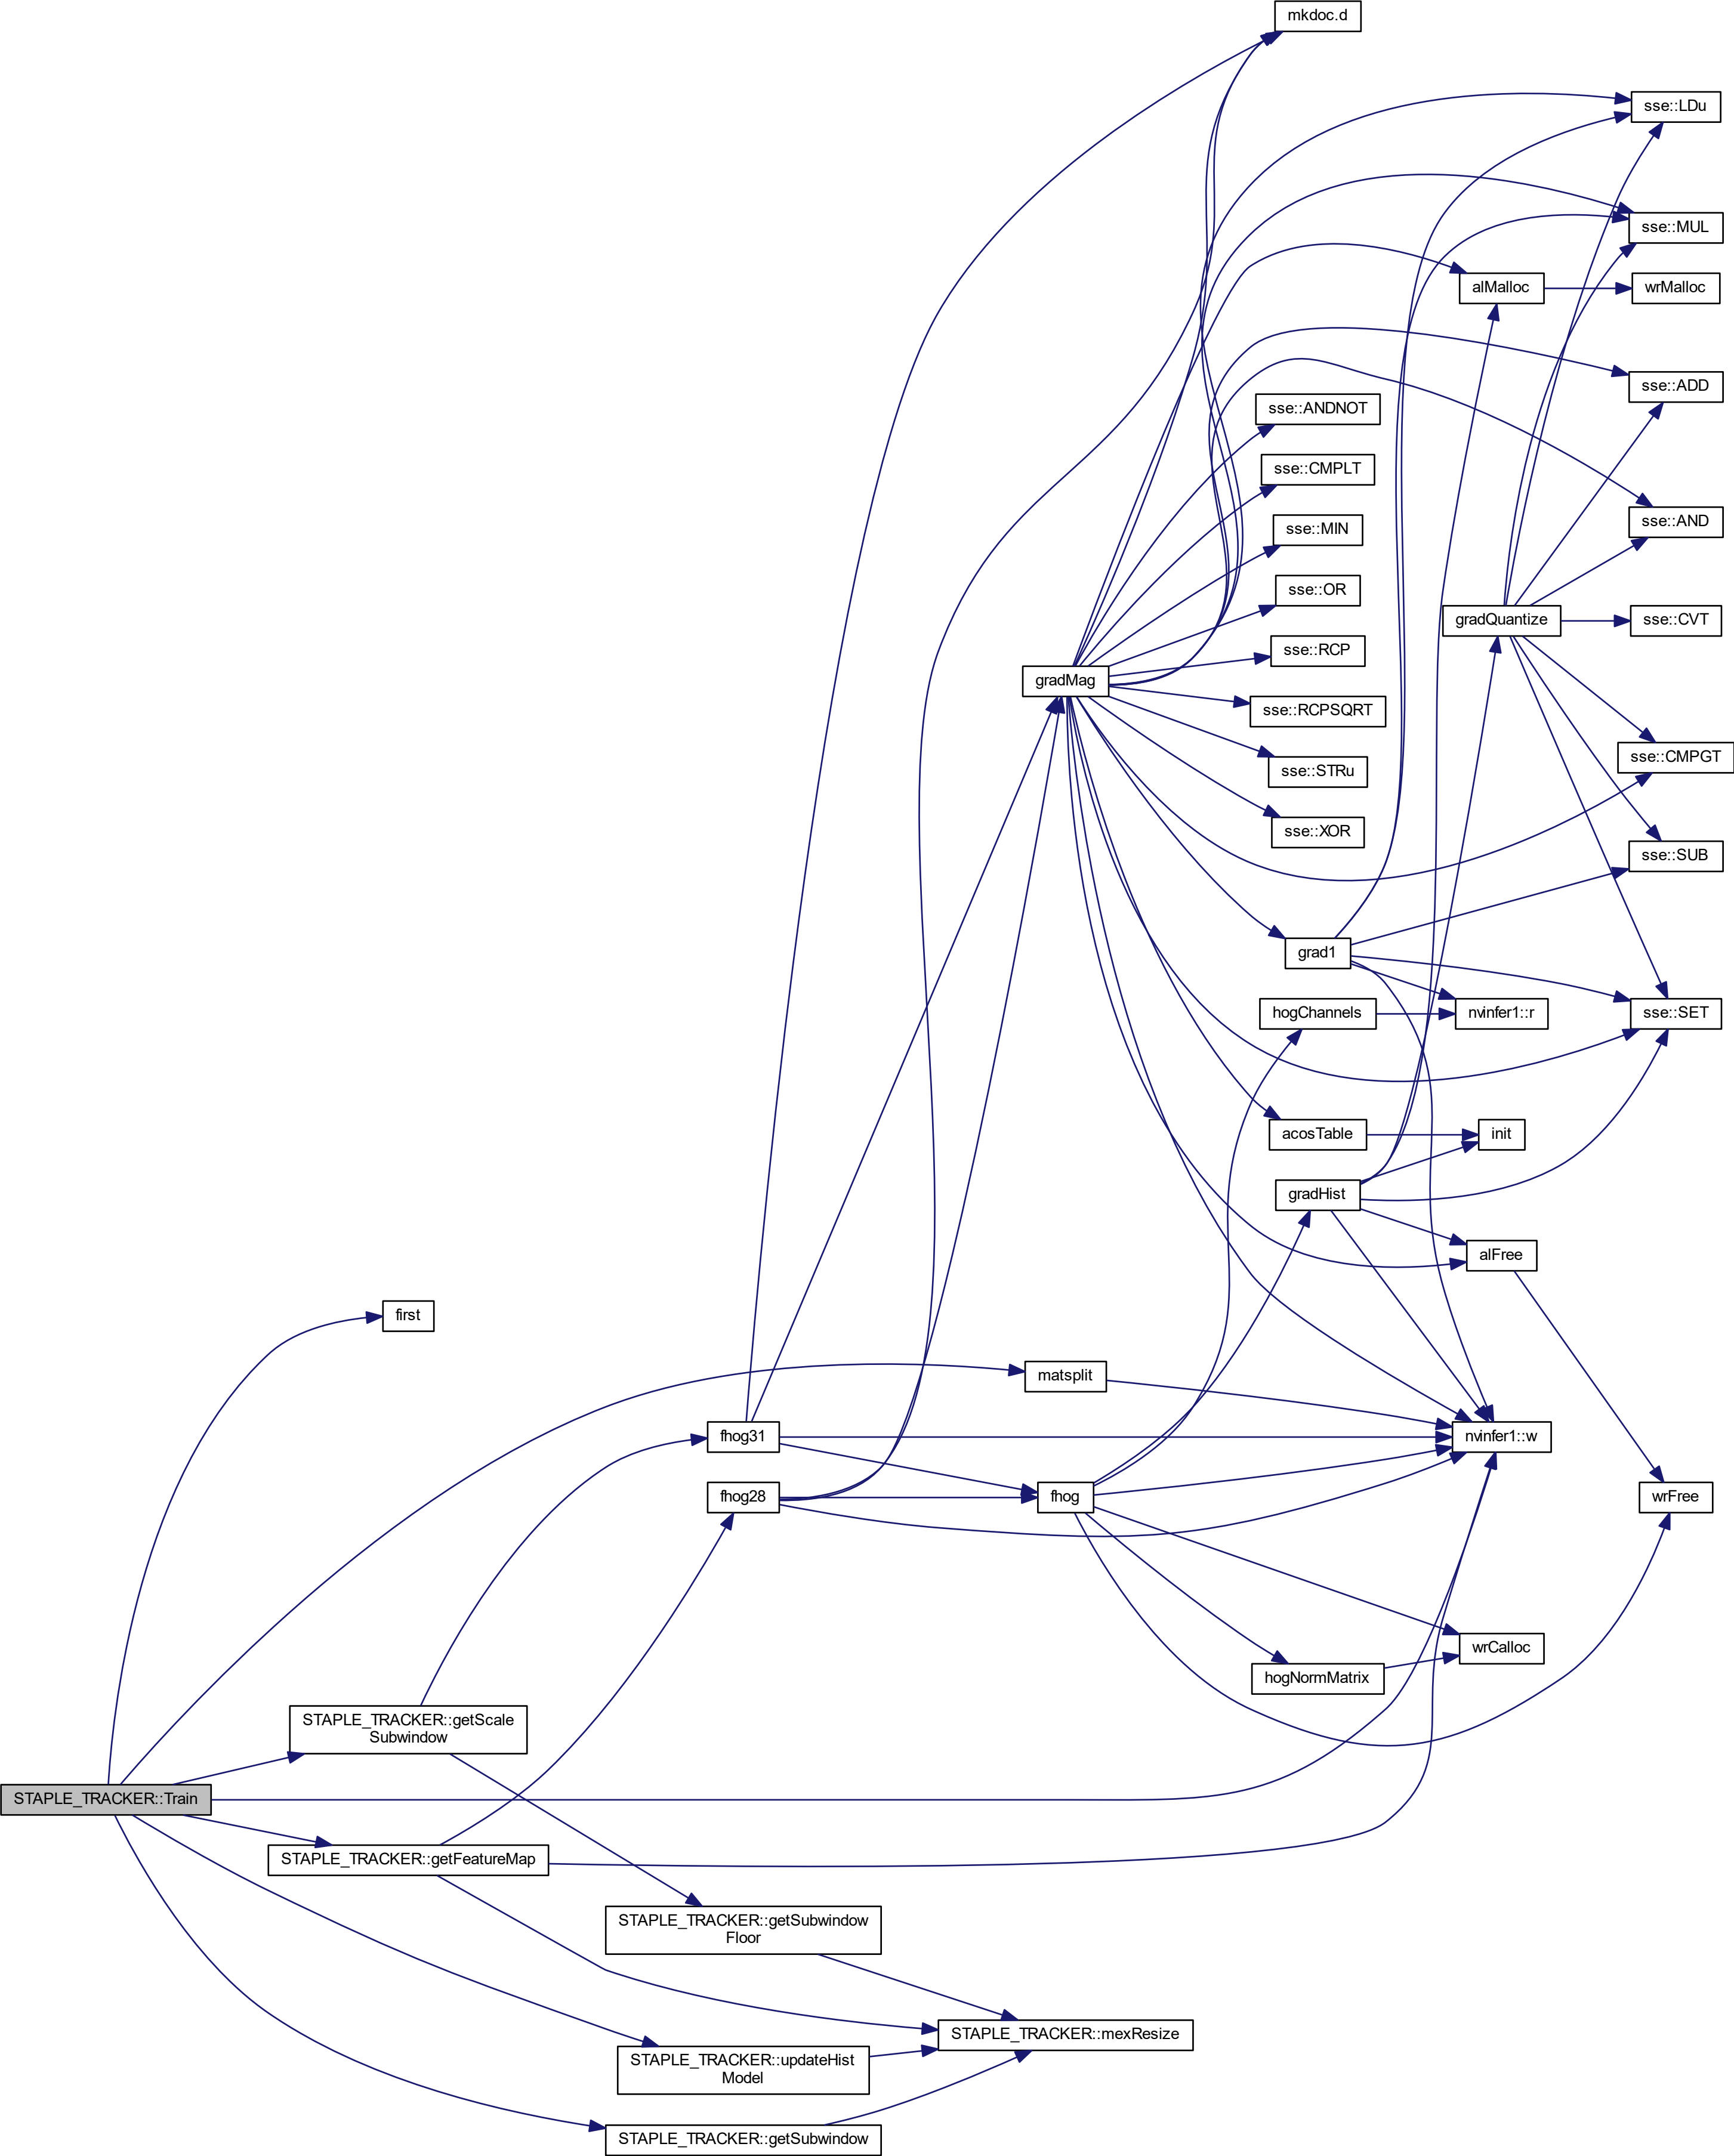 mkdoc.d
sse::LDu
sse::MUL
alMalloc
wrMalloc
sse::ADD
sse::ANDNOT
sse::CMPLT
sse::MIN
sse::AND
sse::OR
gradQuantize
sse::CVT
sse::RCP
gradMag
sse::RCPSQRT
sse::STRu
sse::CMPGT
sse::XOR
sse::SUB
grad1
hogChannels
nvinfer1::r
sse::SET
acosTable
init
gradHist
alFree
first
matsplit
fhog31
nvinfer1::w
fhog28
fhog
wrFree
wrCalloc
hogNormMatrix
STAPLE_TRACKER::getScale
Subwindow
STAPLE_TRACKER::Train
STAPLE_TRACKER::getFeatureMap
STAPLE_TRACKER::getSubwindow
Floor
STAPLE_TRACKER::mexResize
STAPLE_TRACKER::updateHist
Model
STAPLE_TRACKER::getSubwindow